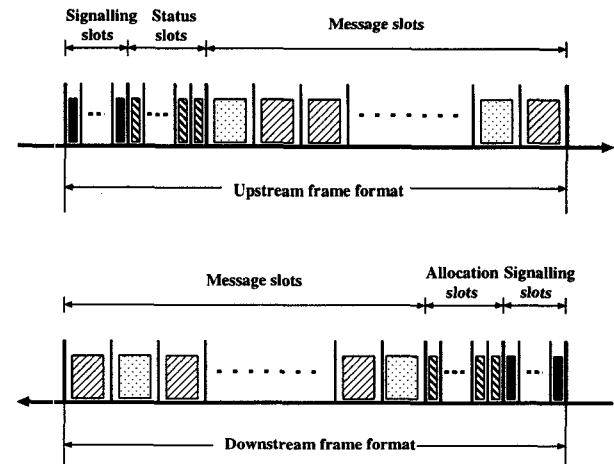 Signalling
slots
Status
slots
Message slots
Upstream frame format
Message slots
Allocation
slots
Signalling
slots
Downstream frame format